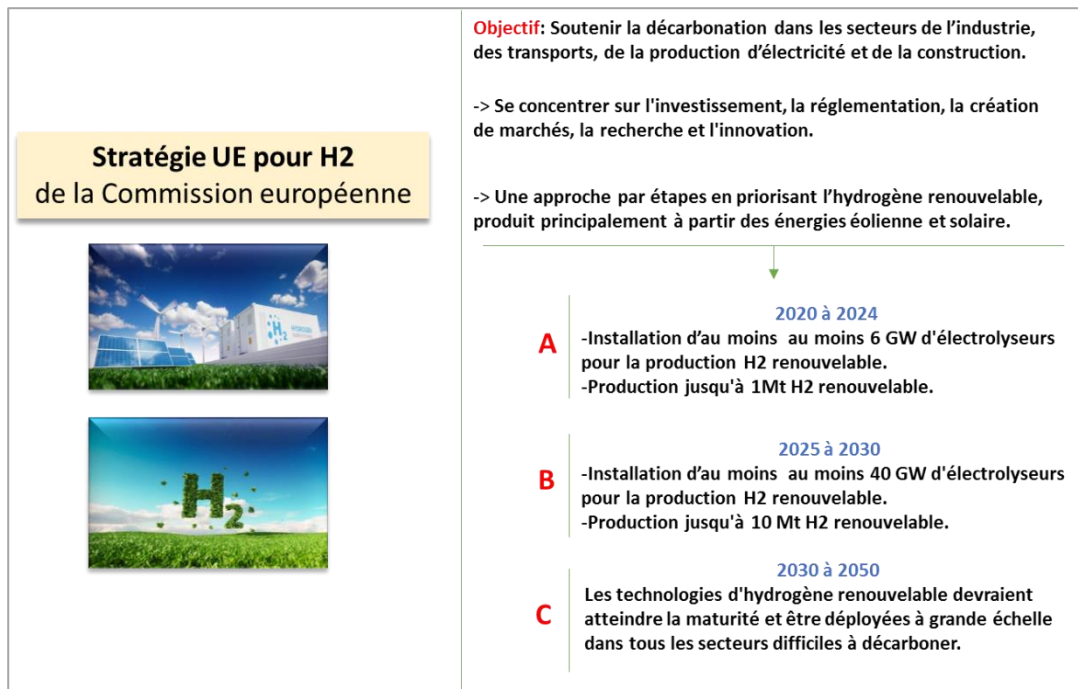 Stratégie UE pour H2
de la Commission européenne
H2
HYDROGEN
H2
Objectif: Soutenir la décarbonation dans les secteurs de l’industrie,
des transports, de la production d’électricité et de la construction.
-> Se concentrer sur l'investissement, la réglementation, la création
de marchés, la recherche et l'innovation.
-> Une approche par étapes en priorisant l’hydrogène renouvelable,
produit principalement à partir des énergies éolienne et solaire.
A
2020 à 2024
-Installation d’au moins au moins 6 GW d'électrolyseurs
pour la production H2 renouvelable.
-Production jusqu'à 1Mt H2 renouvelable.
B
2025 à 2030
-Installation d’au moins au moins 40 GW d'électrolyseurs
pour la production H2 renouvelable.
-Production jusqu'à 10 Mt H2 renouvelable.
C
2030 à 2050
Les technologies d'hydrogène renouvelable devraient
atteindre la maturité et être déployées à grande échelle
dans tous les secteurs difficiles à décarboner.